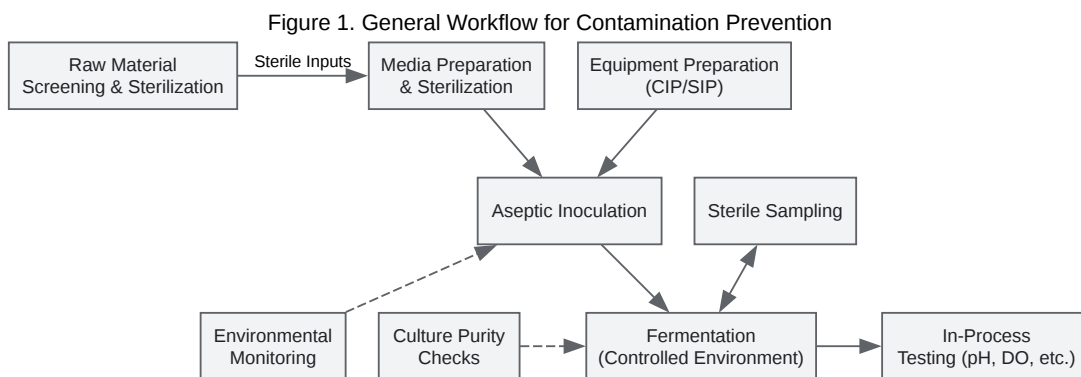 Figure 1. General Workflow for Contamination Prevention
Raw Material
Screening & Sterilization
Sterile Inputs
Media Preparation
& Sterilization
Equipment Preparation
(CIP/SIP)
Aseptic Inoculation
Sterile Sampling
Environmental
Monitoring
Culture Purity
Checks
Fermentation
(Controlled Environment)
In-Process
Testing (pH, DO, etc.)